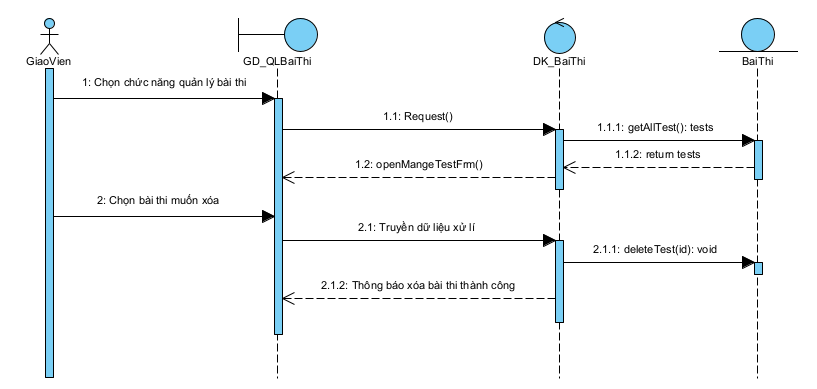 GiaoVien
GD_QLBaiThi
DK_BaiThi
BaiThi
1: Chọn chức năng quản lý bài thi
1.1: Request()
1.1.1: getAllTest(): tests
1.1.2: return tests
1.2: openMangeTestFrm()
2: Chọn bài thi muốn xóa
2.1: Truyền dữ liệu xử lí
2.1.1: deleteTest(id): void
2.1.2: Thông báo xóa bài thi thành công